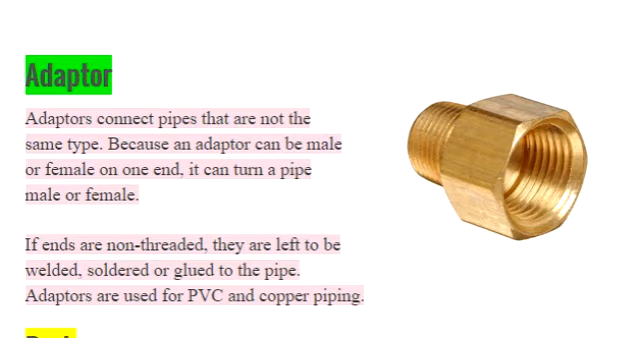 Adaptor
Adaptors connect pipes that are not the
same type. Because an adaptor can be male
or female on one end, it can turn a pipe
male or female.
If ends are non-threaded, they are left to be
welded, soldered or glued to the pipe.
Adaptors are used for PVC and copper piping.